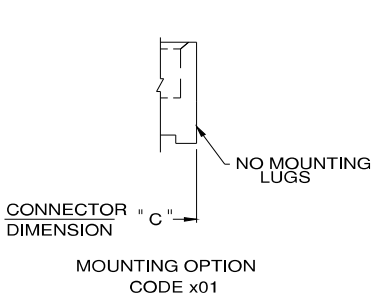 NO MOUNTING
LUGS
CONNECTOR "C"
DIMENSION
MOUNTING OPTION
CODE x01